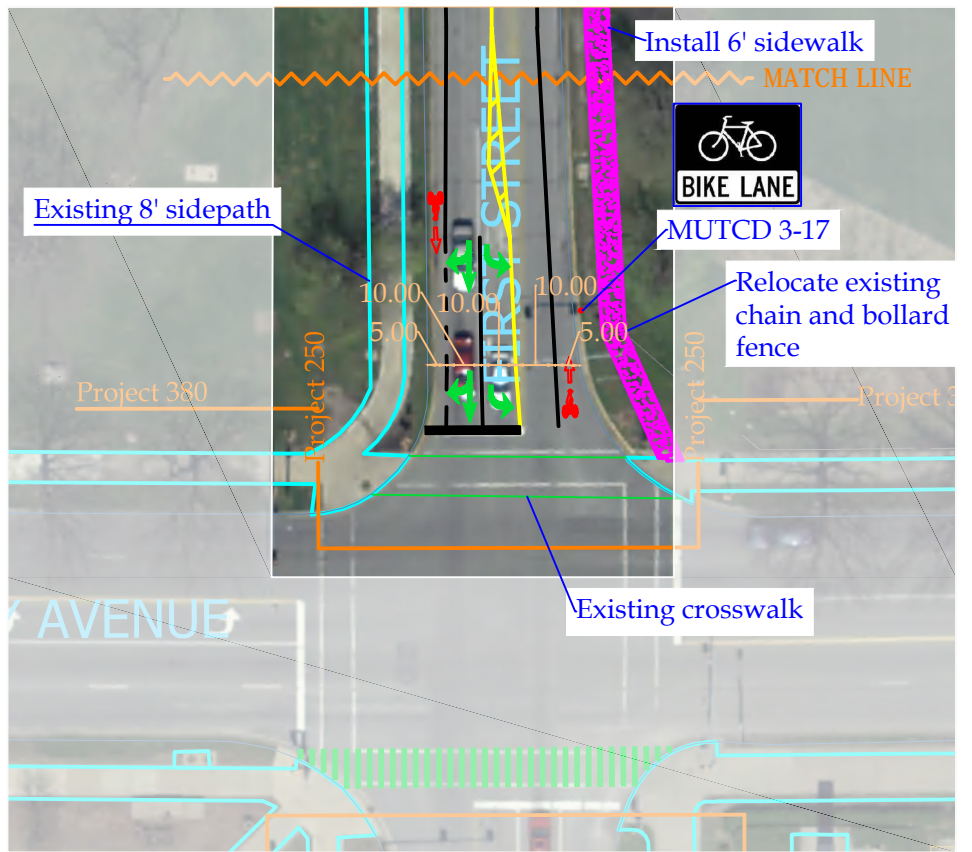 Install 6' sidewalk
MATCH LINE
FIRST STREET
BIKE LANE
Existing 8' sidepath
MUTCD 3-17
Relocate existing
chain and bollard
fence
10.00
10.00
10.00
5.00
5.00
Project 250
Project 250
Project 380
Project 3
Existing crosswalk
AVENUE